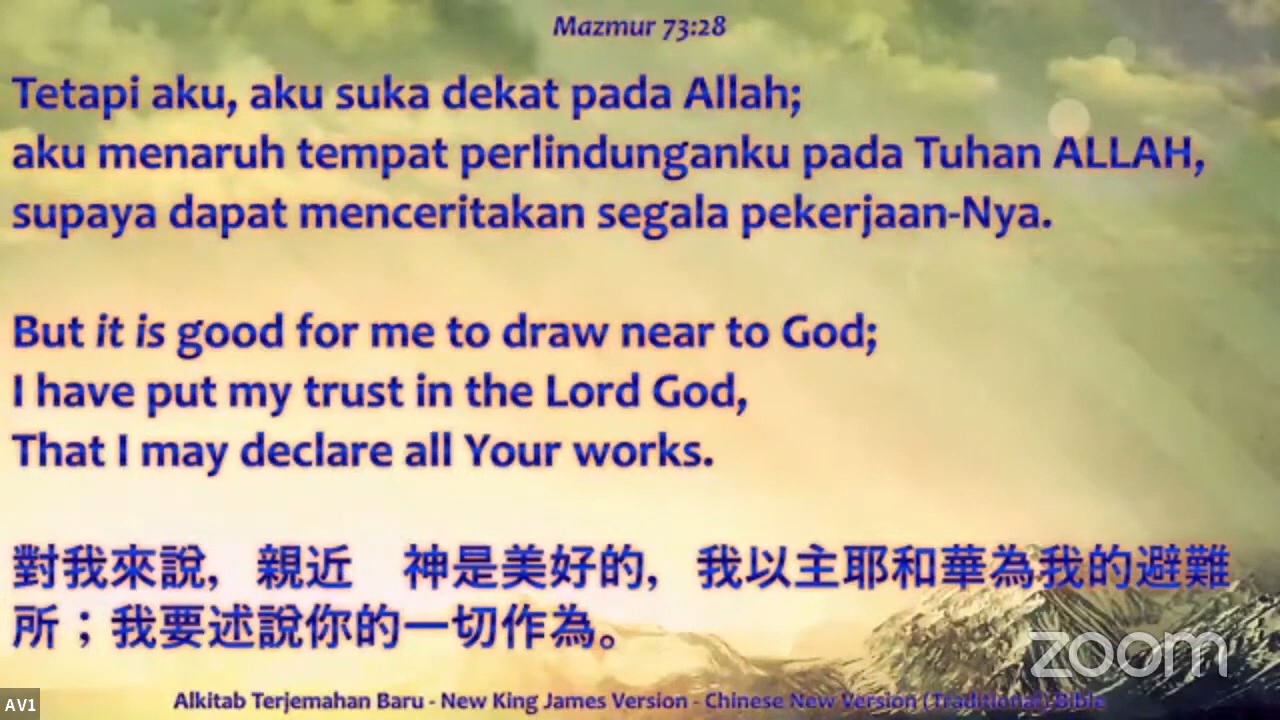 Mazmur 73:28
Tetapi aku, aku suka dekat pada Allah;
aku menaruh tempat perlindunganku pada Tuhan ALLAH,
supaya dapat menceritakan segala pekerjaan-Nya.
But it is good for me to draw near to God;
I have put my trust in the Lord God,
That I may declare all Your works.
對我來說，親近　神是美好的，我以主耶和華為我的避難
所；我要述說你的一切作為。
zoom
AV1
Alkitab Terjemahan Baru - New King James Version - Chinese New Version (Traditional) Bible